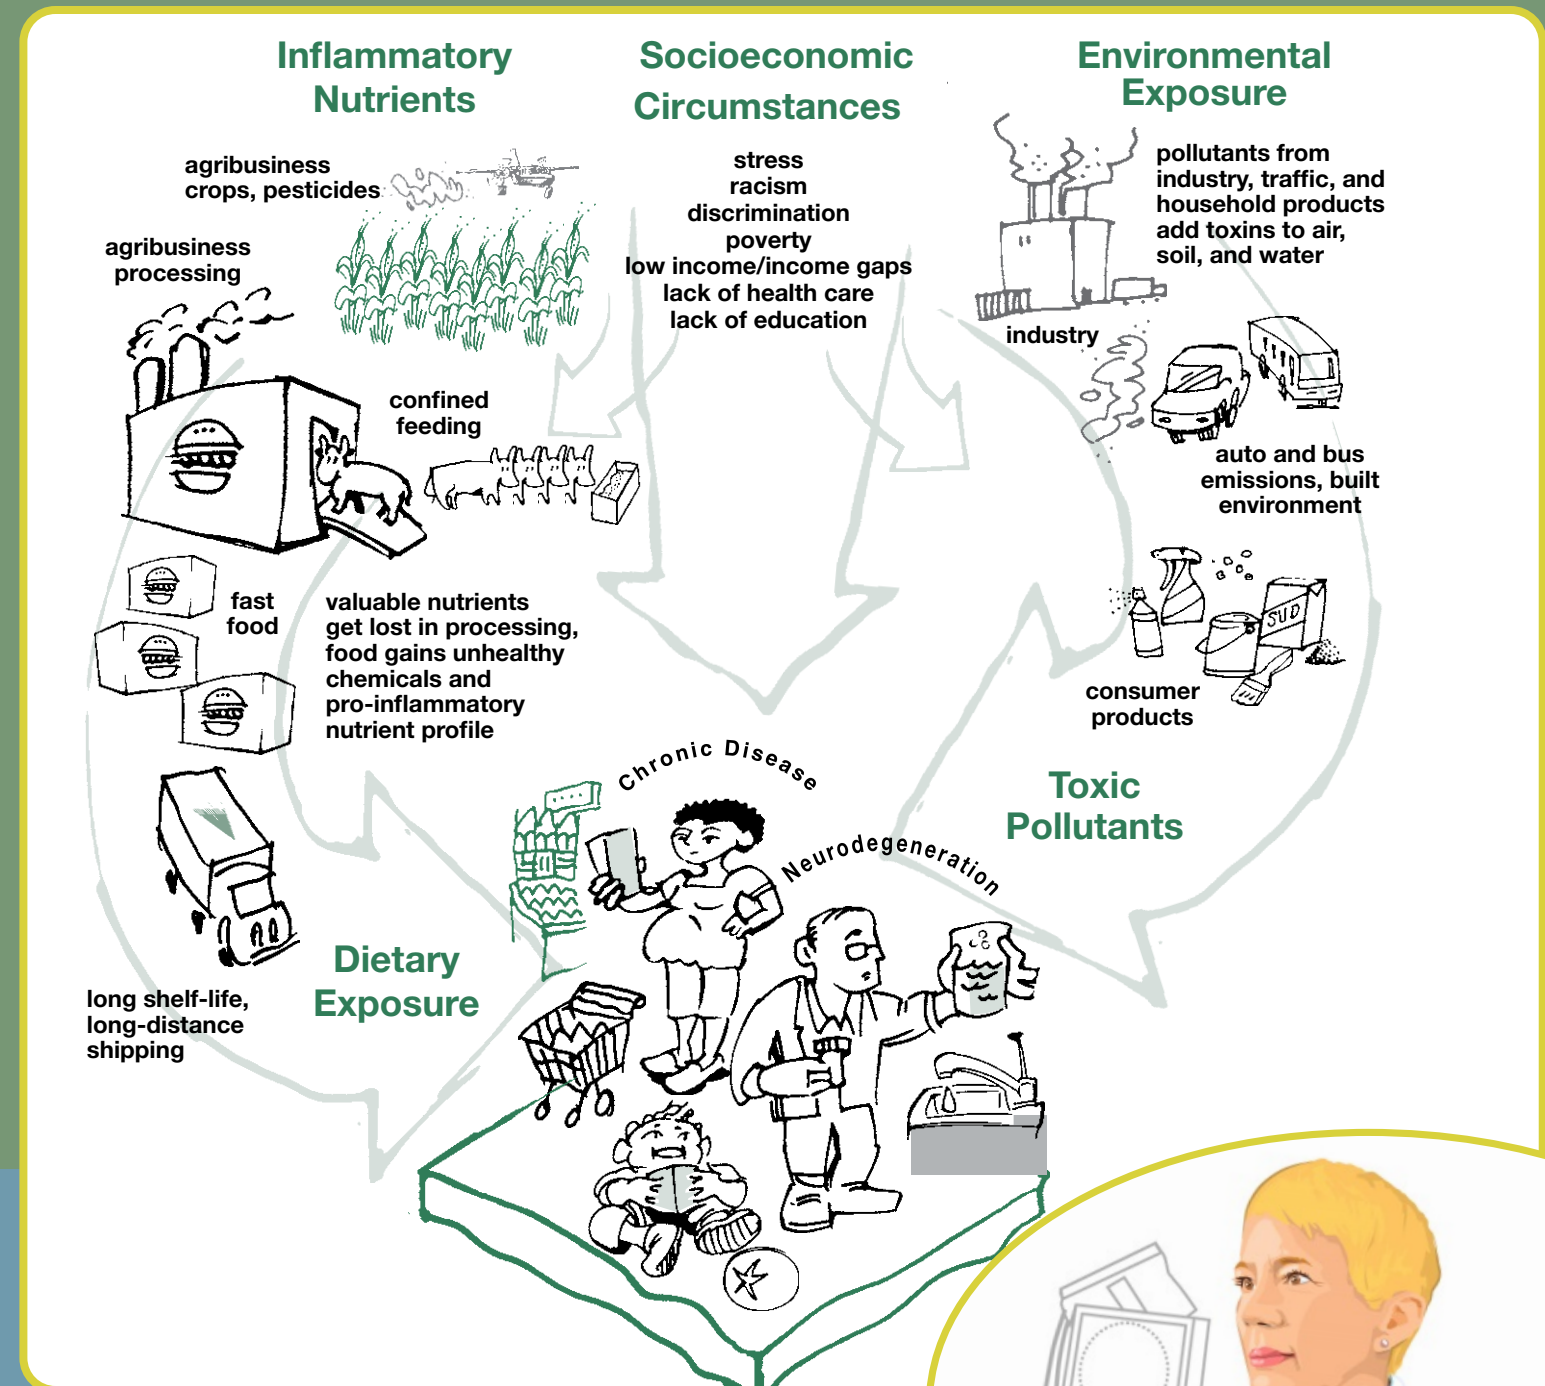 Inflammatory
Nutrients
agribusiness
crops, pesticides
agribusiness
processing
confined
feeding
fast
food
valuable nutrients
get lost in processing,
food gains unhealthy
chemicals and
pro-inflammatory
nutrient profile
long shelf-life,
long-distance
shipping
Dietary
Exposure
Socioeconomic
Circumstances
stress
racism
discrimination
poverty
low income/income gaps
lack of health care
lack of education
Environmental
Exposure
pollutants from
industry, traffic, and
household products
add toxins to air,
soil, and water
industry
auto and bus
emissions, built
environment
SUD
consumer
products
Toxic
Pollutants
Chronic Disease
Neurodegeneration